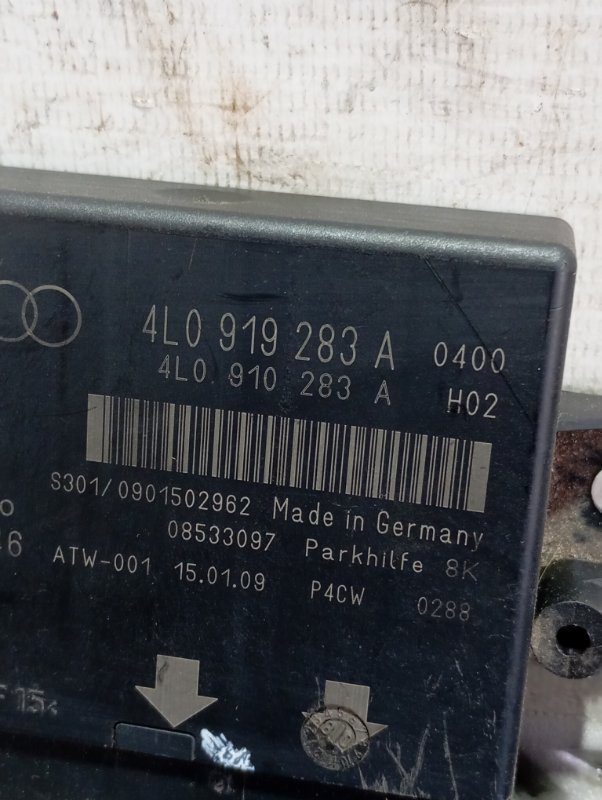 4L0 919 283 A 0400
4L0 910 283 A H02
S301/0901502962 Made in Germany
08533097 Parkhilfe 8K
ATW-001 15.01.09 P4CW 0288